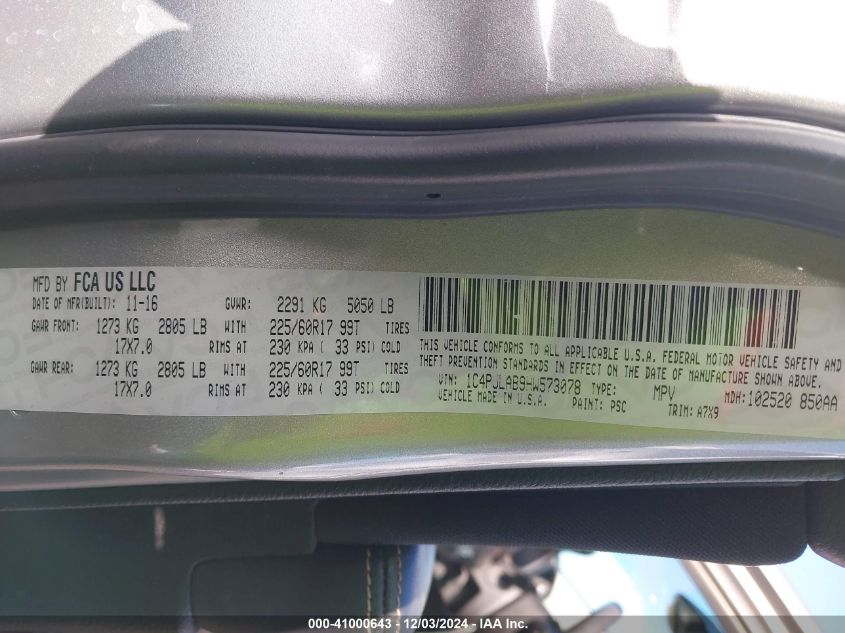 MFD BY FCA US LLC
DATE OF MFR(BUILT): 11-16 GVWR: 2291 KG 5050 LB
GAWR FRONT: 1273 KG 2805 LB WITH 225/60R17 99T TIRES
17X7.0 RIMS AT 230 KPA ( 33 PSI) COLD
GAWR REAR: 1273 KG 2805 LB WITH 225/60R17 99T TIRES
17X7.0 RIMS AT 230 KPA ( 33 PSI) COLD
THIS VEHICLE CONFORMS TO ALL APPLICABLE U.S.A. FEDERAL MOTOR VEHICLE SAFETY AND
THEFT PREVENTION STANDARDS IN EFFECT ON THE DATE OF MANUFACTURE SHOWN ABOVE.
VIN: 1C4PJLAB9HW573078 TYPE: MPV MDH: 102520 850AA
VEHICLE MADE IN U.S.A. PAINT: PSC TRIM: A7X9
000-41000643 - 12/03/2024 - IAA Inc.